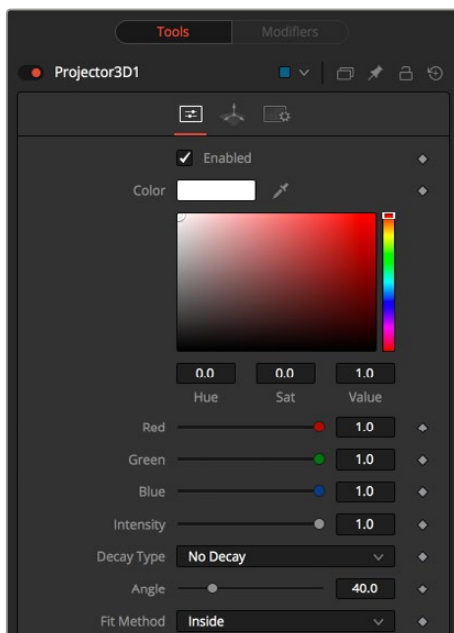 Tools Modifiers
Projector3D1
Enabled
Color
0.0 0.0 1.0
Hue Sat Value
Red 1.0
Green 1.0
Blue 1.0
Intensity 1.0
Decay Type No Decay
Angle 40.0
Fit Method Inside